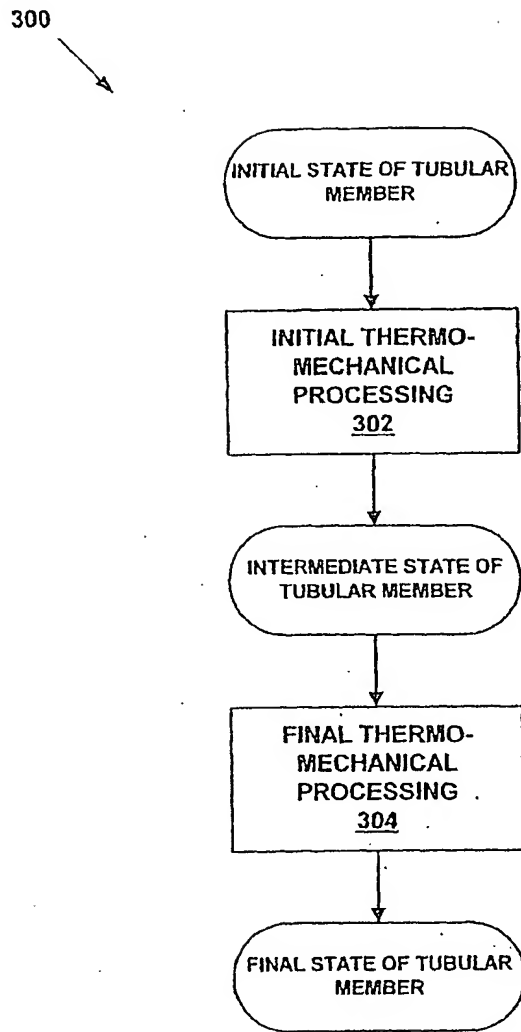 300
INITIAL STATE OF TUBULAR
MEMBER
INITIAL THERMO-
MECHANICAL
PROCESSING
302
INTERMEDIATE STATE OF
TUBULAR MEMBER
FINAL THERMO-
MECHANICAL
PROCESSING
304
FINAL STATE OF TUBULAR
MEMBER